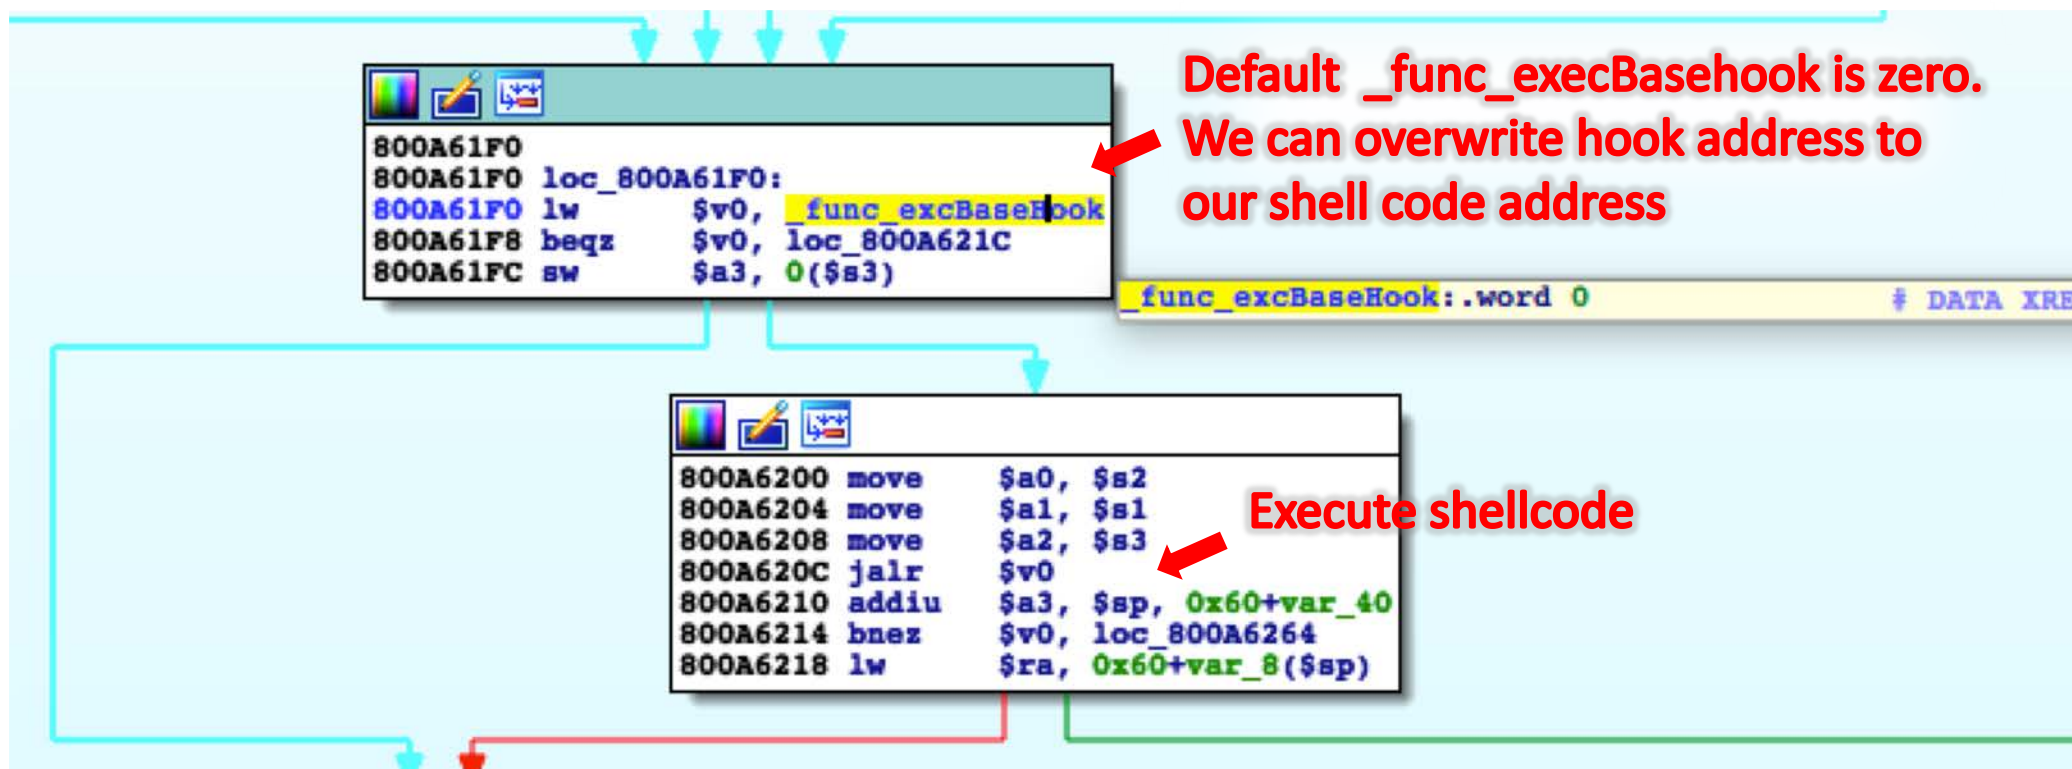 Default _func_execBasehook is zero.
We can overwrite hook address to
our shell code address
800A61F0
800A61F0 loc_800A61F0:
800A61F0 lw $v0, _func_excBaseHook
800A61F8 beqz $v0, loc_800A621C
800A61FC sw $a3, 0($s3)
_func_excBaseHook:.word 0 # DATA XRE
800A6200 move $a0, $s2
800A6204 move $a1, $s1
800A6208 move $a2, $s3
800A620C jalr $v0
800A6210 addiu $a3, $sp, 0x60+var_40
800A6214 bnez $v0, loc_800A6264
800A6218 lw $ra, 0x60+var_8($sp)
Execute shellcode